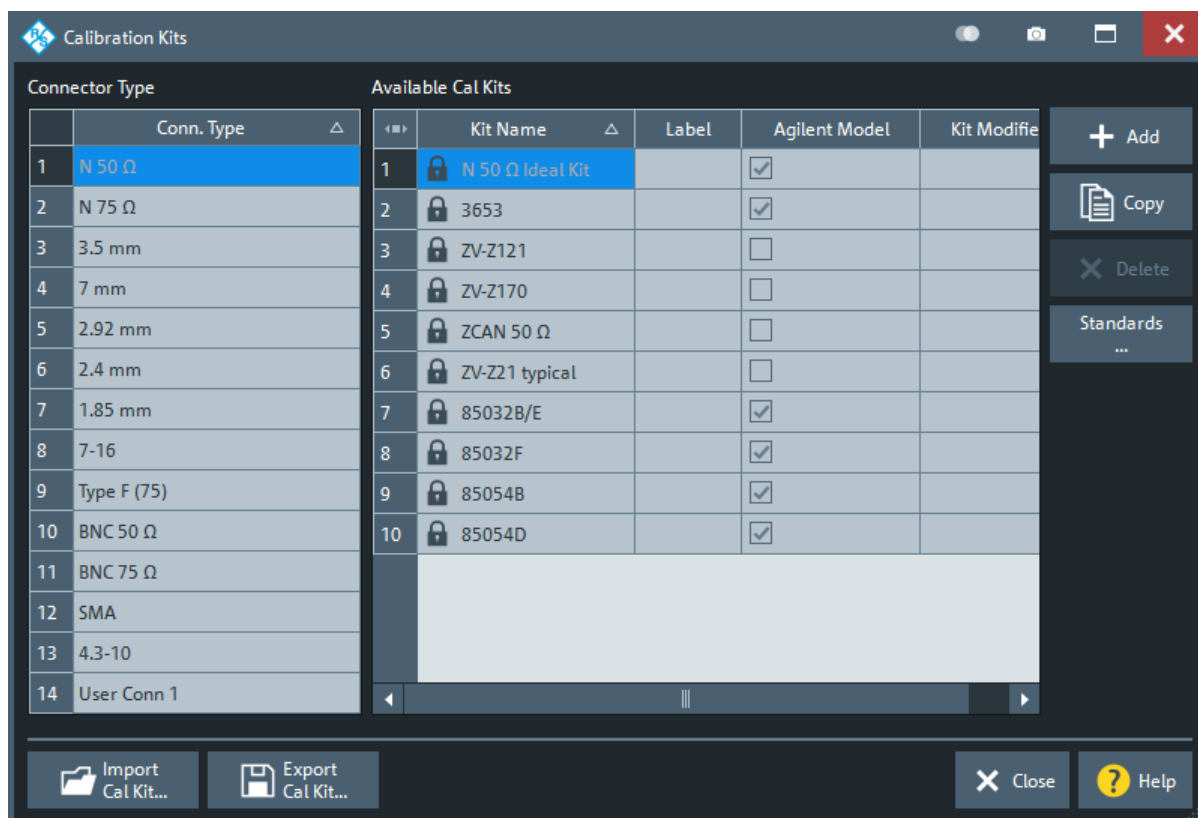 Calibration Kits
Connector Type
Available Cal Kits
Conn. Type
Kit Name Label Agilent Model Kit Modifie
1 N 50 Ω
2 N 75 Ω
3 3.5 mm
4 7 mm
5 2.92 mm
6 2.4 mm
7 1.85 mm
8 7-16
9 Type F (75)
10 BNC 50 Ω
11 BNC 75 Ω
12 SMA
13 4.3-10
14 User Conn 1
1 N 50 Ω Ideal Kit
2 3653
3 ZV-Z121
4 ZV-Z170
5 ZCAN 50 Ω
6 ZV-Z21 typical
7 85032B/E
8 85032F
9 85054B
10 85054D
Add
Copy
Delete
Standards
...
Import
Cal Kit...
Export
Cal Kit...
Close
? Help